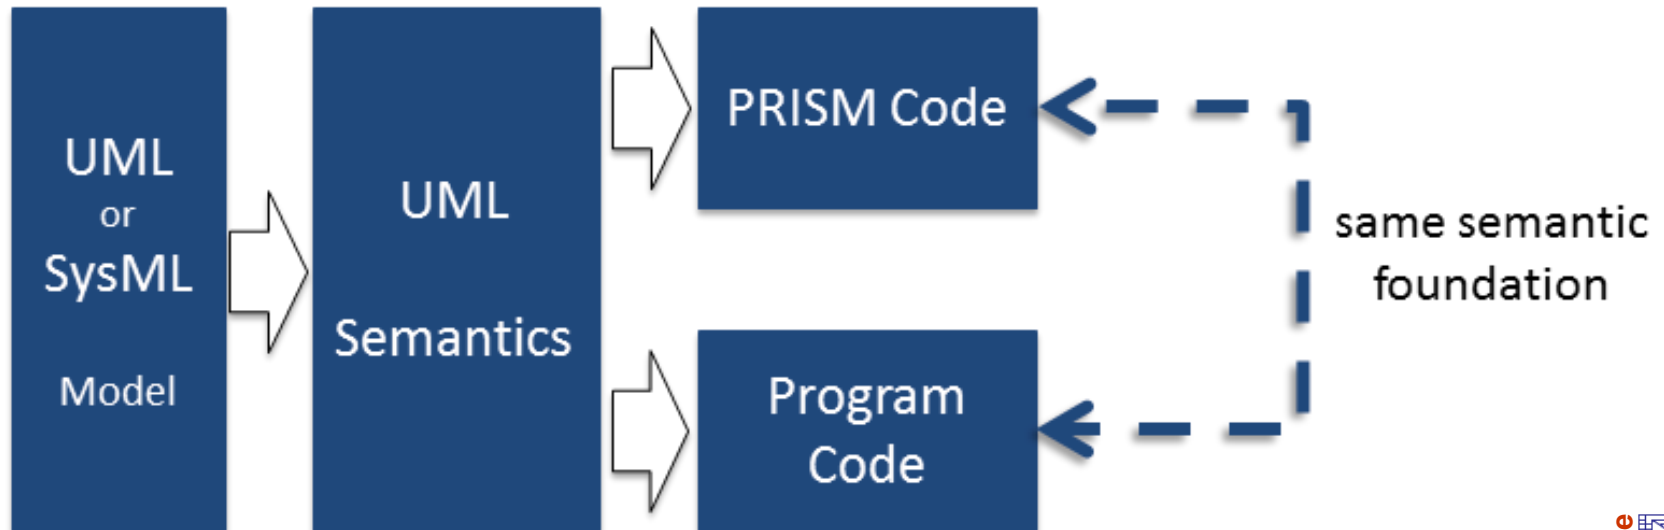 UML
or
SysML
Model
UML
Semantics
PRISM Code
Program
Code
same semantic
foundation